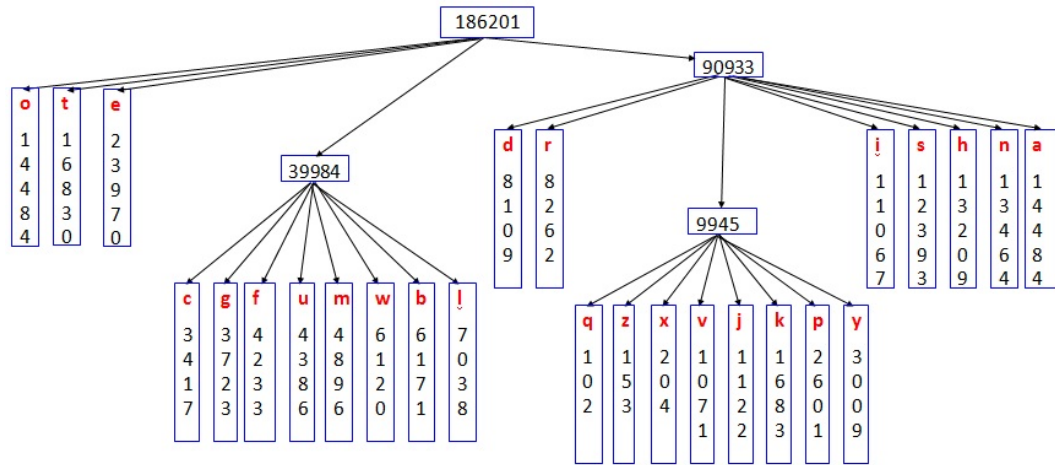 186201
90933
o 14484
t 16830
e 23970
39984
d 8109
r 8262
i 11067
s 12393
h 13209
n 13464
a 14484
9945
c 3417
g 3723
f 4233
u 4386
m 4896
w 6120
b 6171
l 7038
q 102
z 153
x 204
v 1071
j 1122
k 1683
p 2601
y 3009